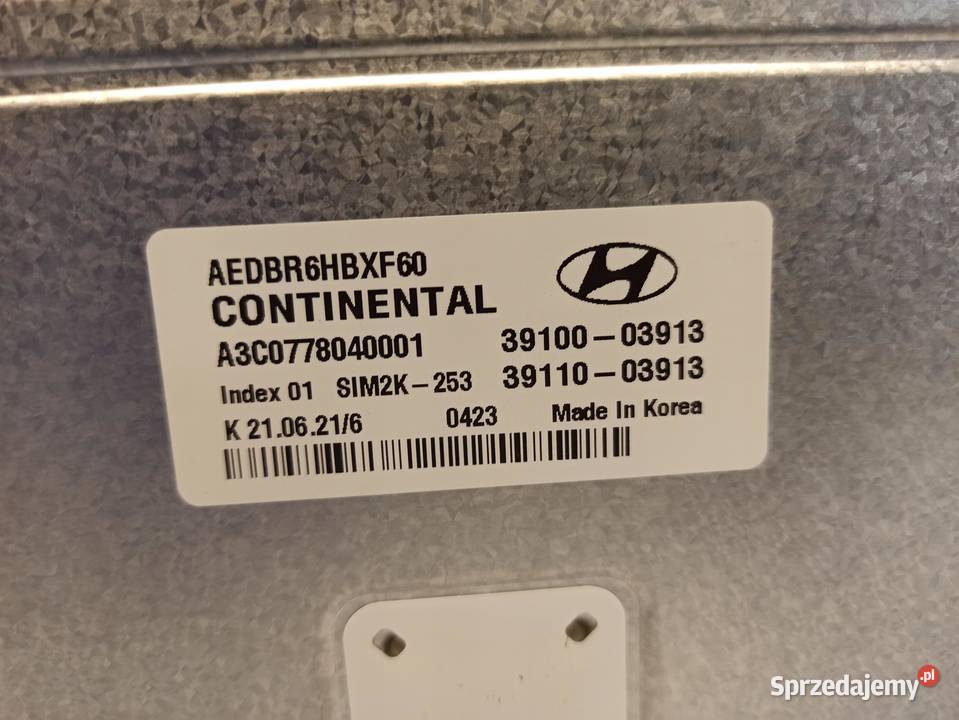 AEDBR6HBXF60
CONTINENTAL
A3C0778040001 39100-03913
Index 01 SIM2K-253 39110-03913
K 21.06.21/6 0423 Made In Korea
Sprzedajemy.pl